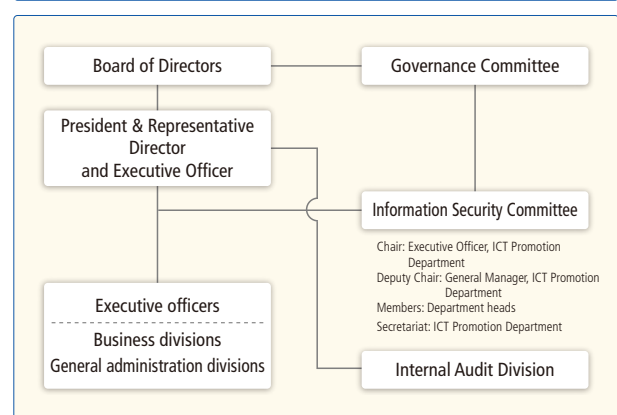 Board of Directors
Governance Committee
President & Representative
Director
and Executive Officer
Information Security Committee
Chair: Executive Officer, ICT Promotion
Department
Deputy Chair: General Manager, ICT Promotion
Department
Members: Department heads
Secretariat: ICT Promotion Department
Executive officers
Business divisions
General administration divisions
Internal Audit Division